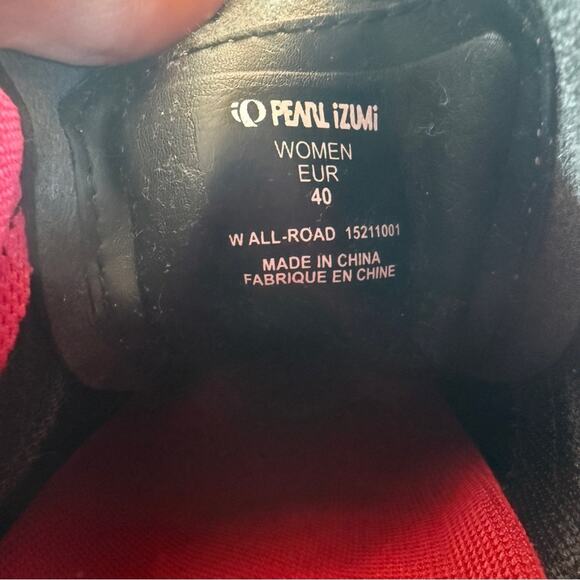 PEARL iZUMi
WOMEN
EUR
40
W ALL-ROAD 15211001
MADE IN CHINA
FABRIQUE EN CHINE